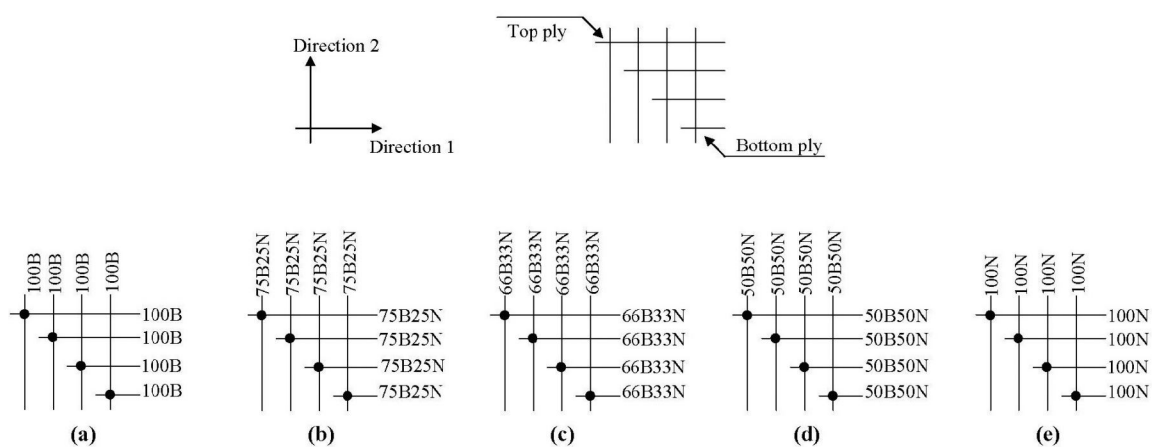 Top ply
Direction 2
Direction 1
Bottom ply
100B
100B
100B
100B
100B
100B
100B
100B
(a)
75B25N
75B25N
75B25N
75B25N
75B25N
75B25N
75B25N
75B25N
(b)
66B33N
66B33N
66B33N
66B33N
66B33N
66B33N
66B33N
66B33N
(c)
50B50N
50B50N
50B50N
50B50N
50B50N
50B50N
50B50N
50B50N
(d)
100N
100N
100N
100N
100N
100N
100N
100N
(e)